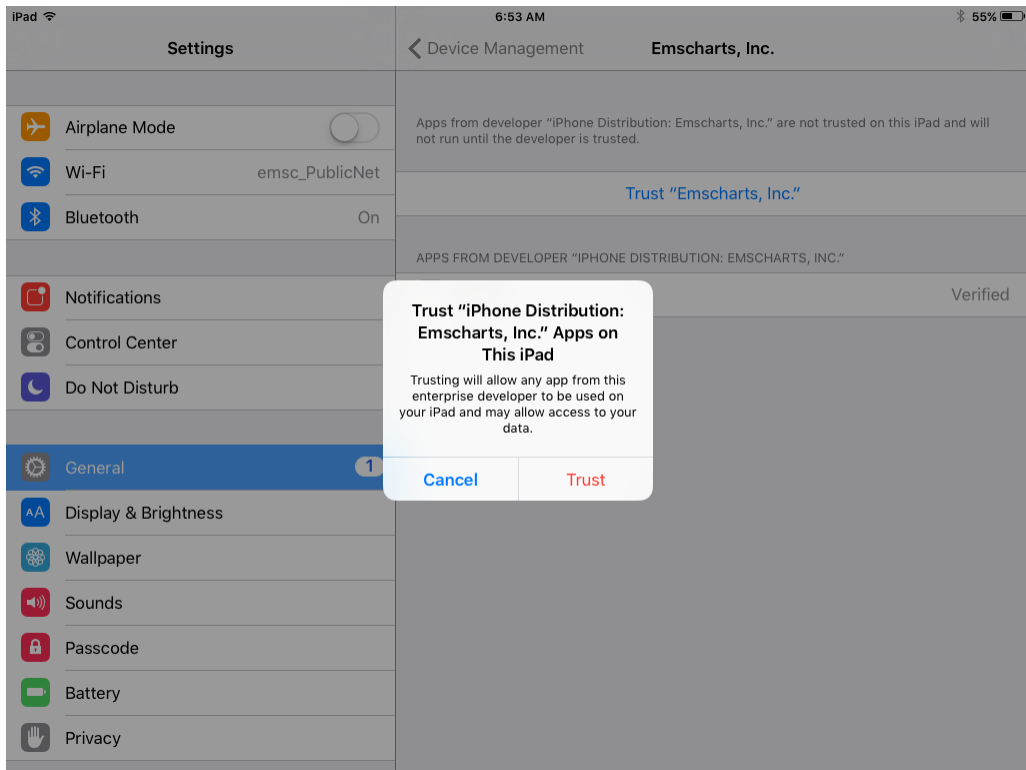 iPad
6:53 AM
55%
Settings
Device Management
Emscharts, Inc.
Airplane Mode
Wi-Fi
emsc_PublicNet
Bluetooth
On
Notifications
Control Center
Do Not Disturb
General
1
Display & Brightness
Wallpaper
Sounds
Passcode
Battery
Privacy
Apps from developer “iPhone Distribution: Emscharts, Inc.” are not trusted on this iPad and will
not run until the developer is trusted.
Trust “Emscharts, Inc.”
APPS FROM DEVELOPER “IPHONE DISTRIBUTION: EMSCHARTS, INC.”
Verified
Trust “iPhone Distribution:
Emscharts, Inc.” Apps on
This iPad
Trusting will allow any app from this
enterprise developer to be used on
your iPad and may allow access to your
data.
Cancel
Trust
AA